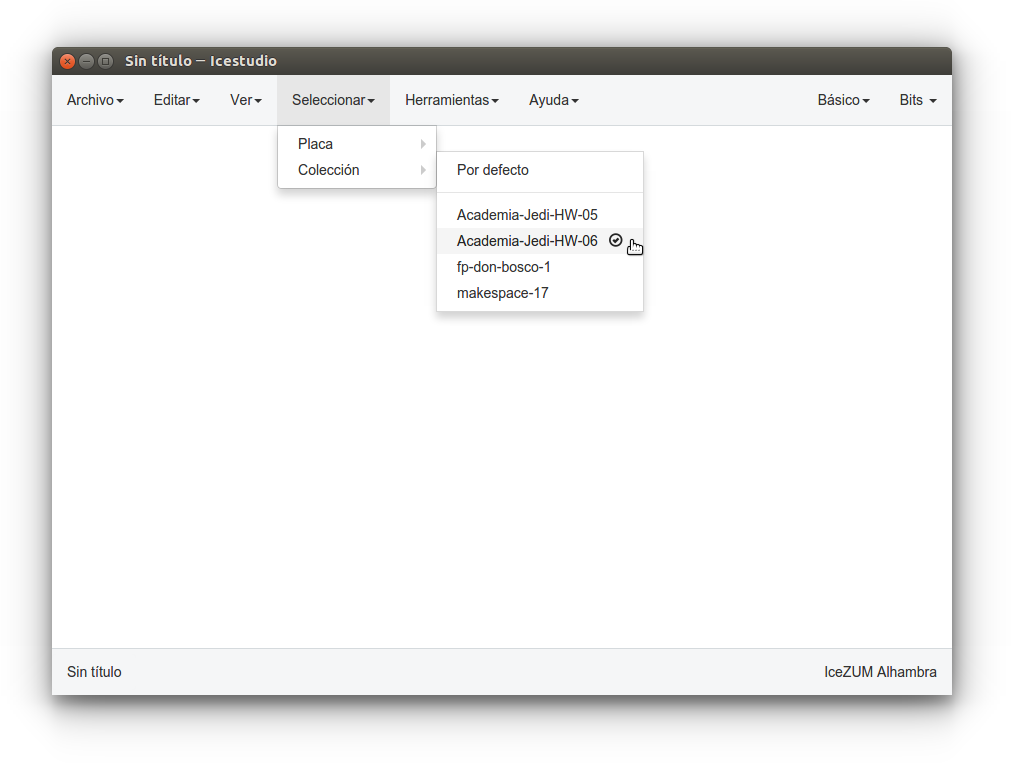 Sin título — Icestudio
Archivo Editar Ver Seleccionar Herramientas Ayuda Básico Bits
Placa
Colección
Por defecto
Academia-Jedi-HW-05
Academia-Jedi-HW-06
fp-don-bosco-1
makespace-17
Sin título IceZUM Alhambra